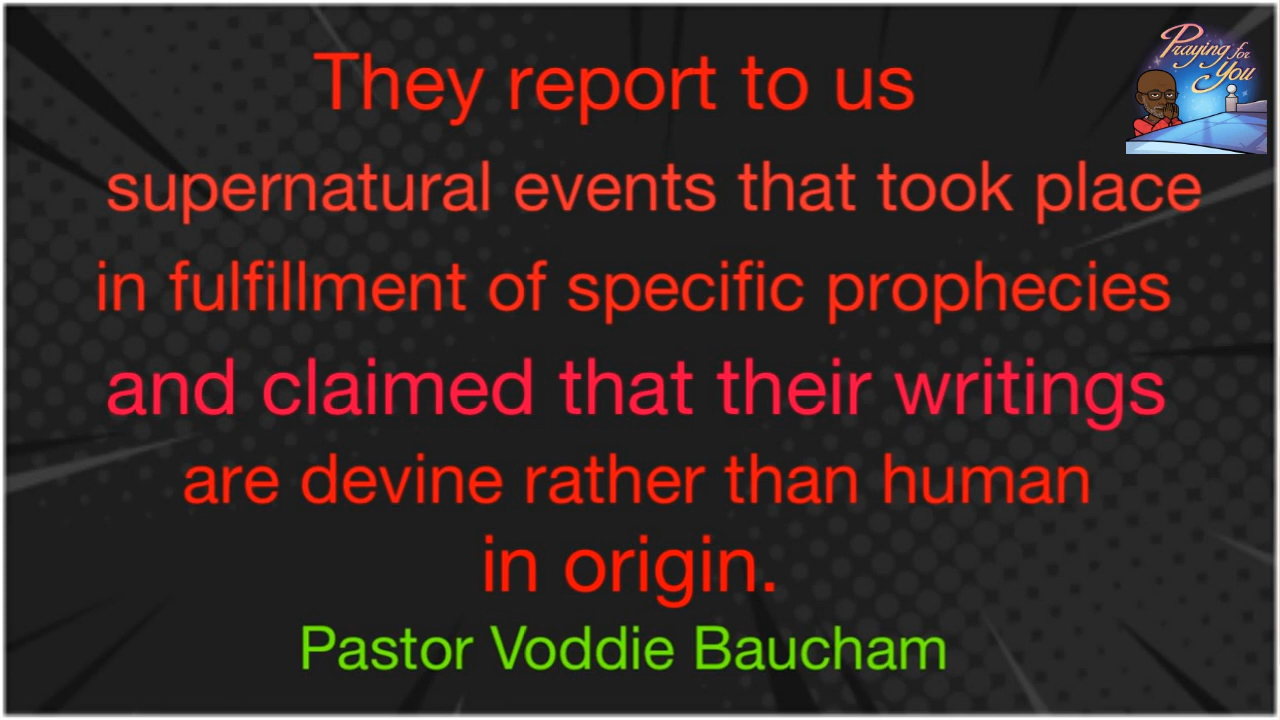 Praying for
You
They report to us
supernatural events that took place
in fulfillment of specific prophecies
and claimed that their writings
are devine rather than human
in origin.
Pastor Voddie Baucham